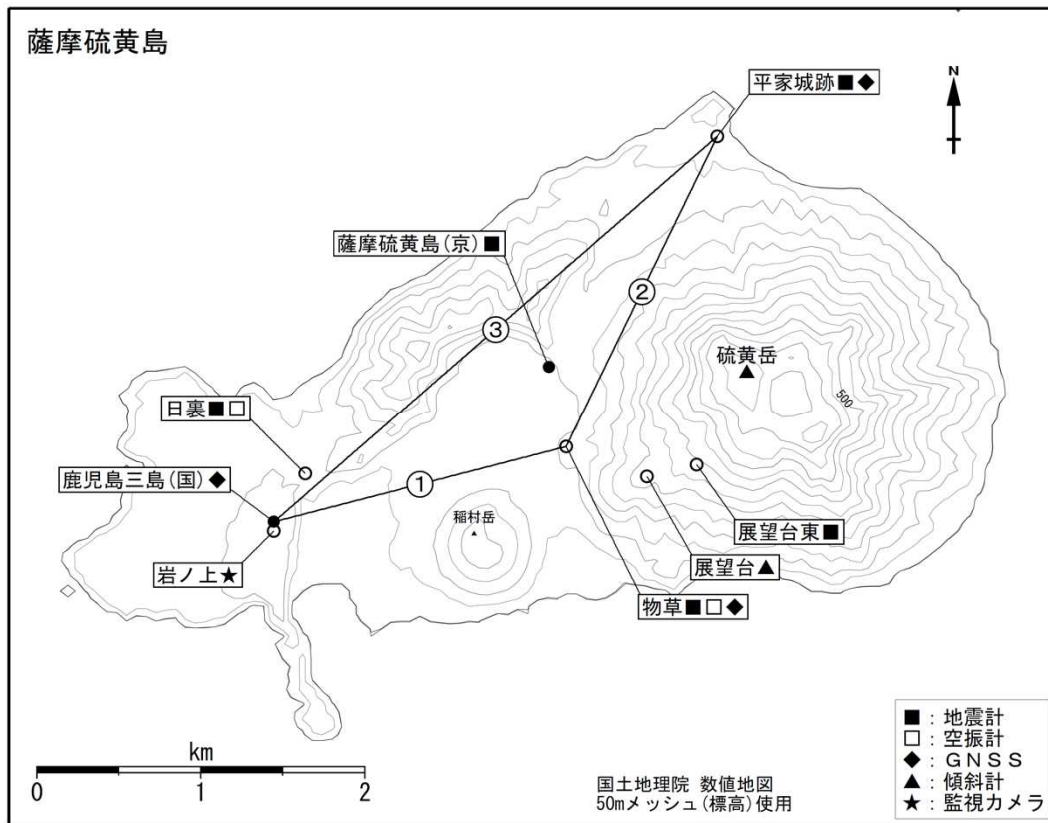 薩摩硫黄島
平家城跡■◆
N
薩摩硫黄島(京)■
②
③
硫黄岳
500
日裏■□
鹿児島三島(国)◆
①
稲村岳
岩ノ上★
展望台東■
展望台▲
物草■□◆
km
0 1 2
国土地理院 数値地図
50mメッシュ(標高)使用
■：地震計
□：空振計
◆：GNSS
▲：傾斜計
★：監視カメラ